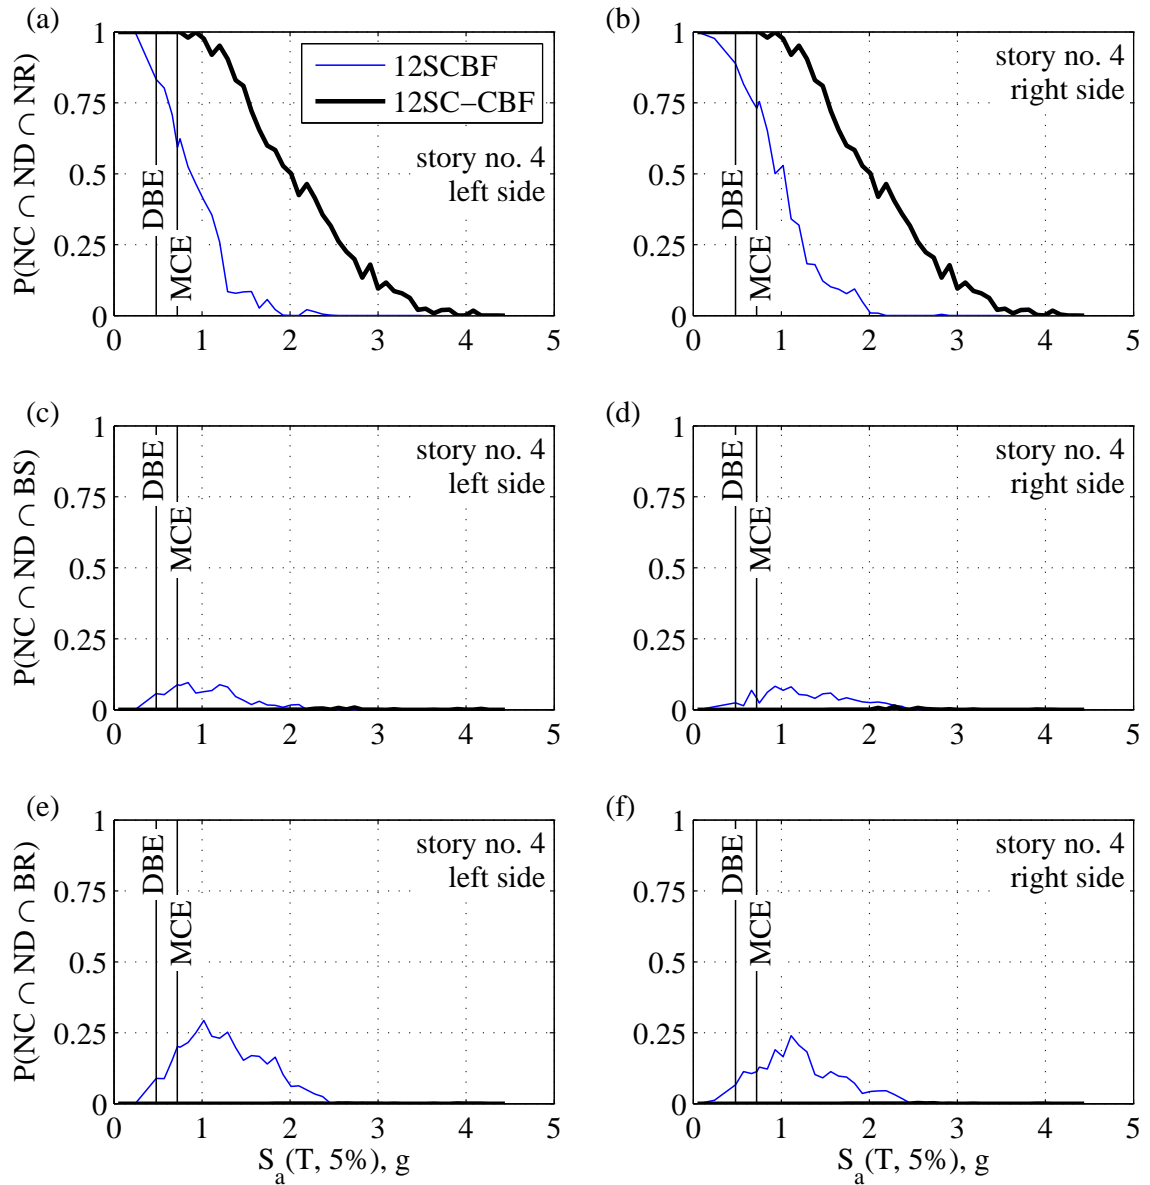 (a)
P(NC ∩ ND ∩ NR)
1
0.75
0.5
0.25
0
0 1 2 3 4 5
12SCBF
12SC−CBF
story no. 4
left side
DBE
MCE
(b)
1
0.75
0.5
0.25
0
0 1 2 3 4 5
story no. 4
right side
DBE
MCE
(c)
P(NC ∩ ND ∩ BS)
1
0.75
0.5
0.25
0
0 1 2 3 4 5
story no. 4
left side
DBE
MCE
(d)
1
0.75
0.5
0.25
0
0 1 2 3 4 5
story no. 4
right side
DBE
MCE
(e)
P(NC ∩ ND ∩ BR)
1
0.75
0.5
0.25
0
0 1 2 3 4 5
story no. 4
left side
DBE
MCE
S_a(T, 5%), g
(f)
1
0.75
0.5
0.25
0
0 1 2 3 4 5
story no. 4
right side
DBE
MCE
S_a(T, 5%), g